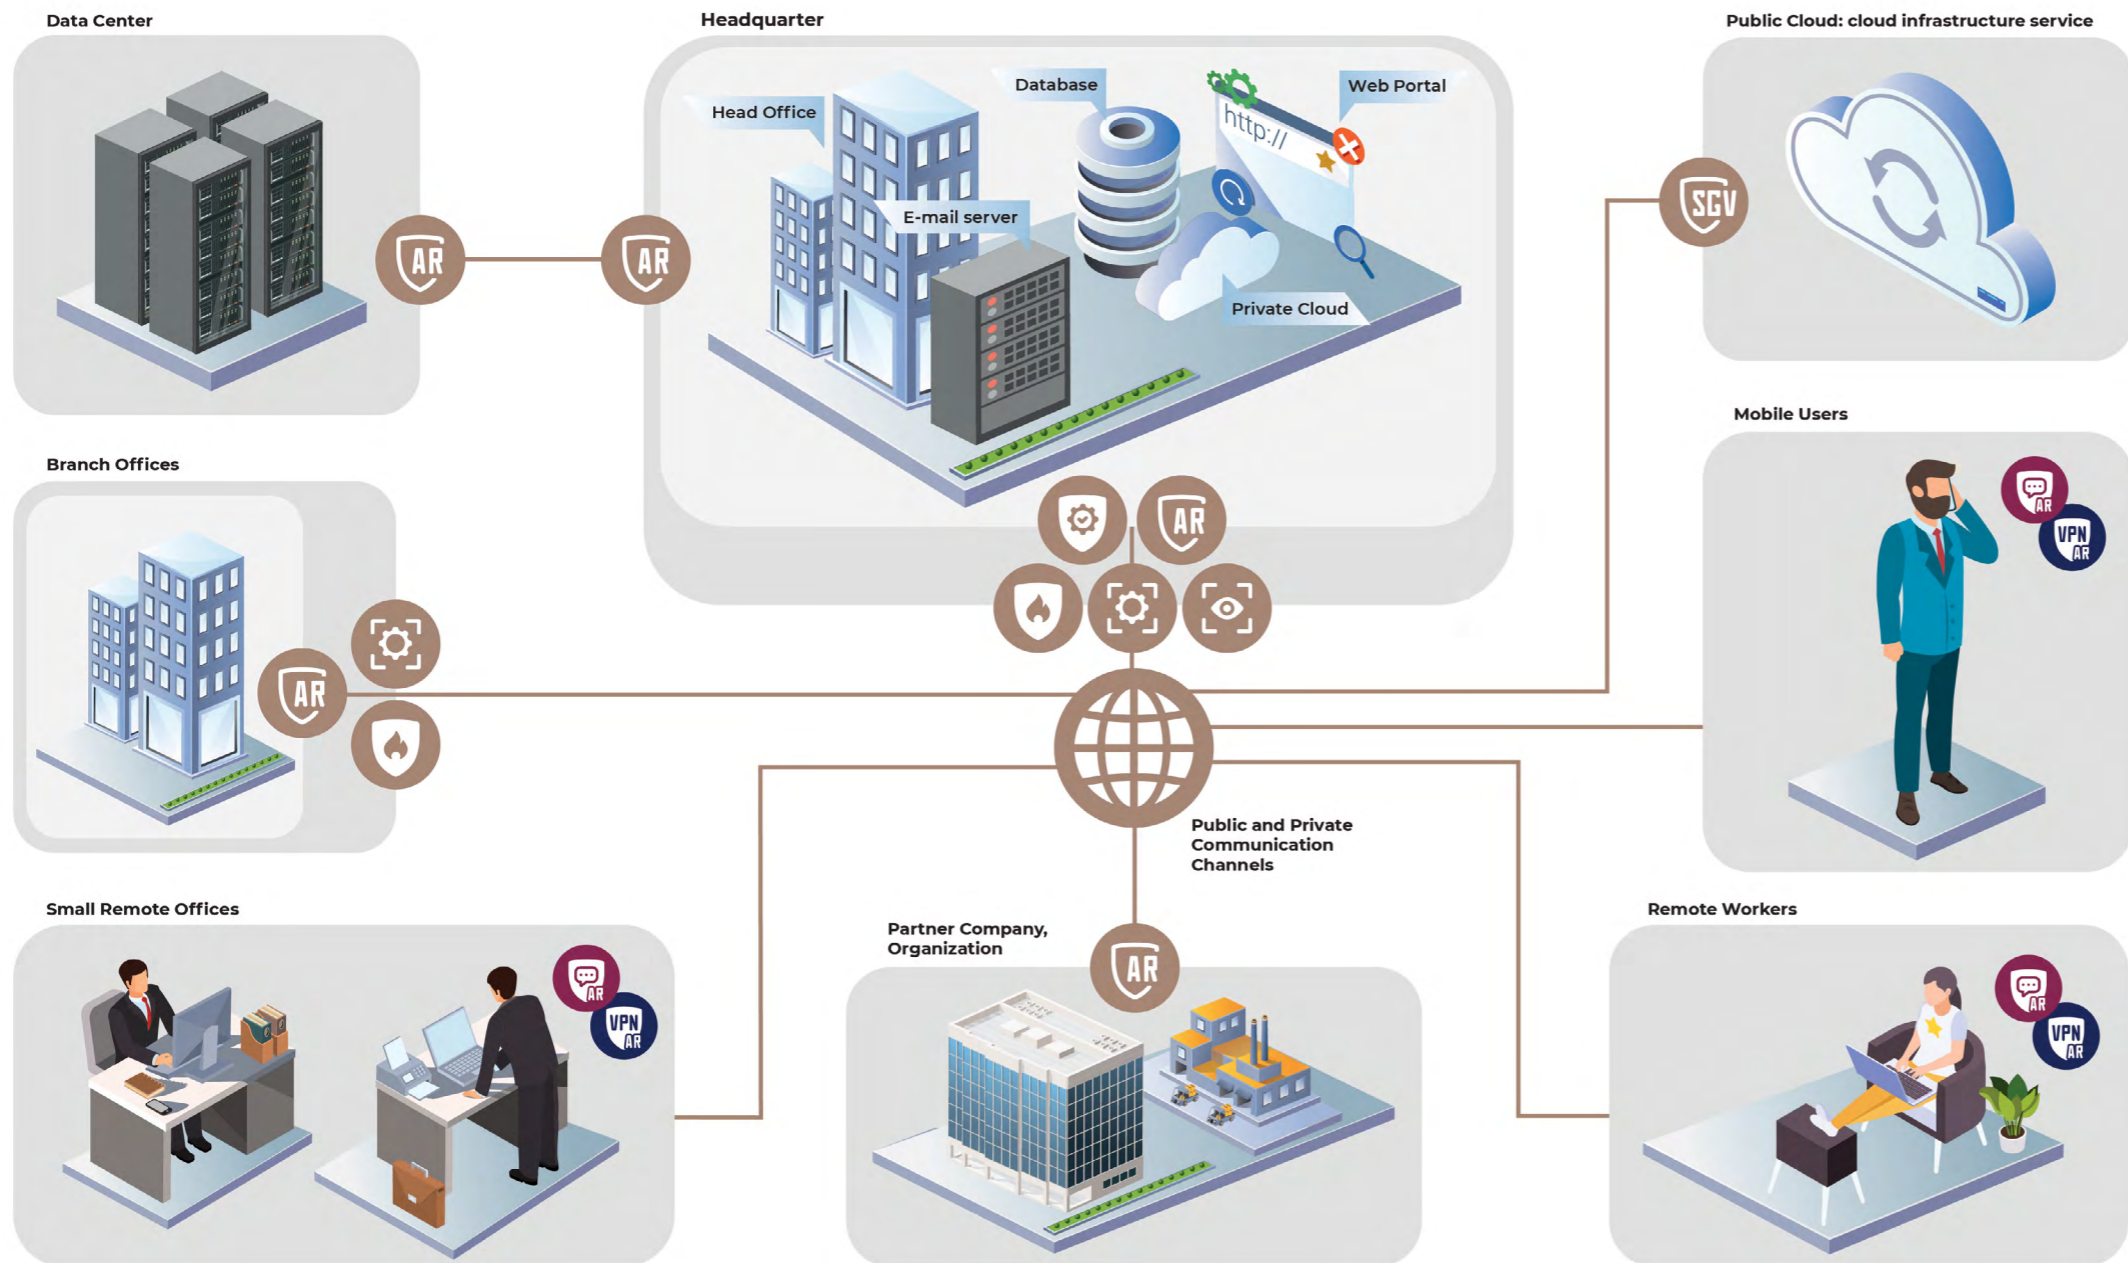 Data Center
Headquarter
Public Cloud: cloud infrastructure service
Head Office
Database
Web Portal
http://
E-mail server
Private Cloud
AR
AR
SGV
Mobile Users
AR
VPN
AR
Branch Offices
AR
AR
Public and Private
Communication
Channels
Small Remote Offices
AR
VPN
AR
Partner Company,
Organization
AR
Remote Workers
AR
VPN
AR